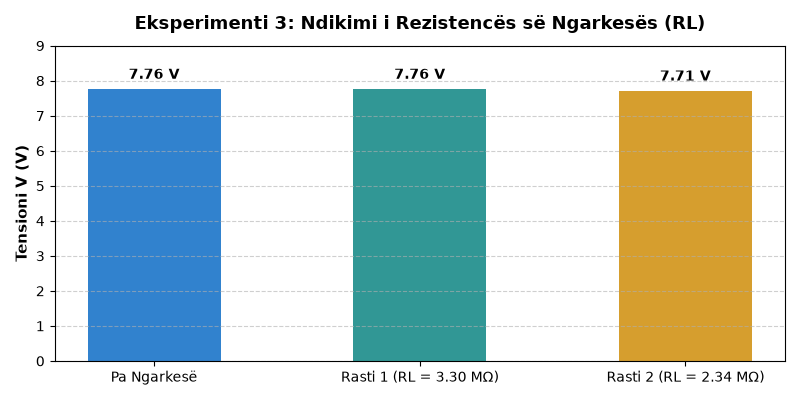 Eksperimenti 3: Ndikimi i Rezistencës së Ngarkesës (RL)
Tensioni V (V)
9
8
7
6
5
4
3
2
1
0
7.76 V
7.76 V
7.71 V
Pa Ngarkesë
Rasti 1 (RL = 3.30 MΩ)
Rasti 2 (RL = 2.34 MΩ)